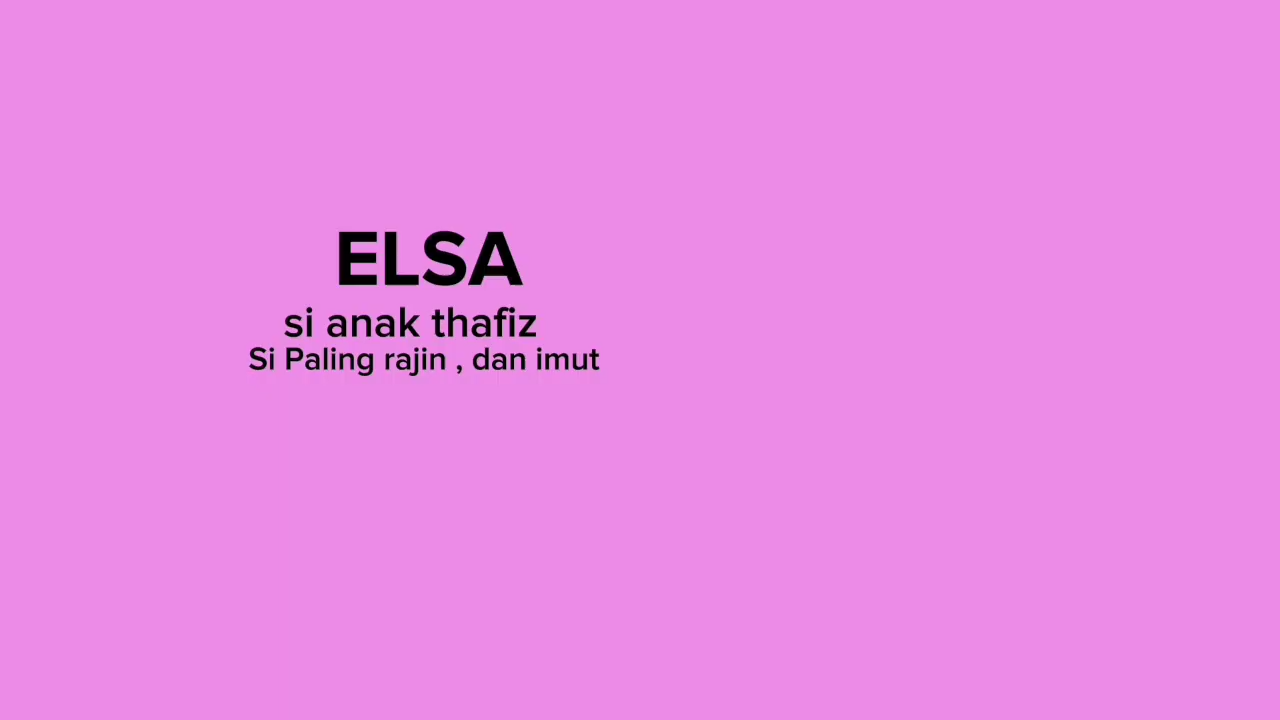 ELSA
si anak thafiz
Si Paling rajin , dan imut